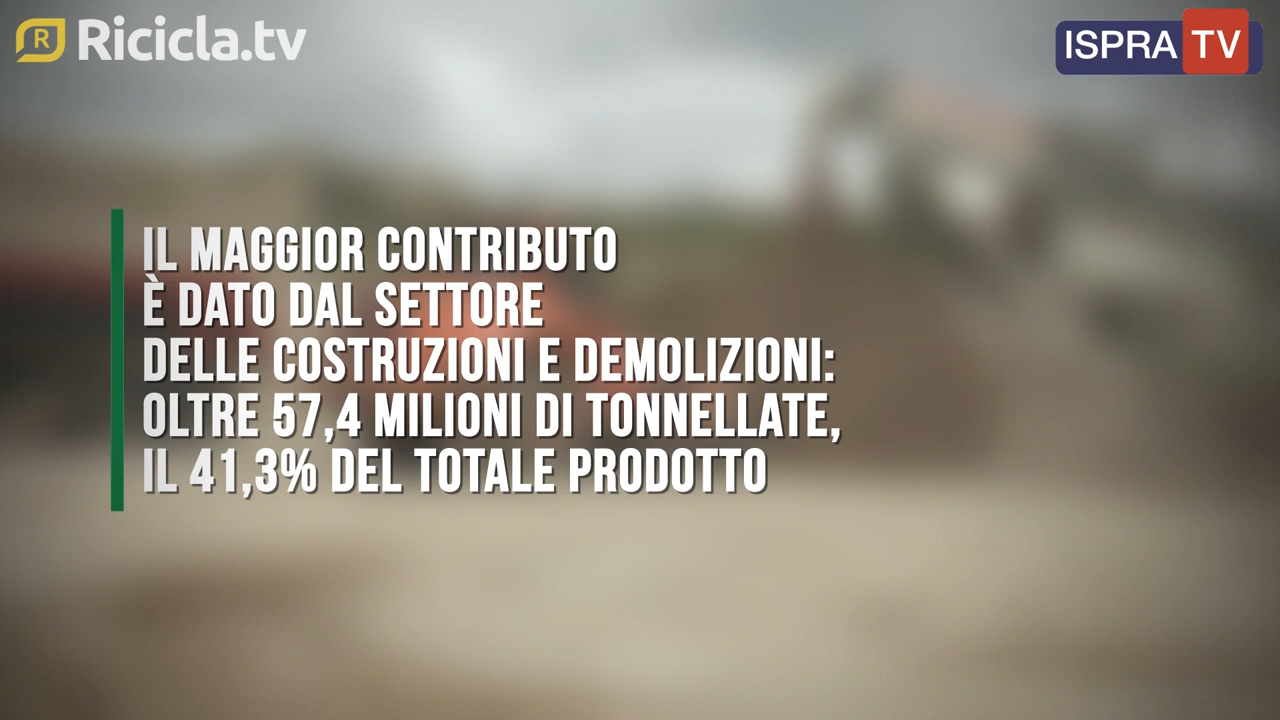 R Ricicla.tv
ISPRA TV
IL MAGGIOR CONTRIBUTO
È DATO DAL SETTORE
DELLE COSTRUZIONI E DEMOLIZIONI:
OLTRE 57,4 MILIONI DI TONNELLATE,
IL 41,3% DEL TOTALE PRODOTTO